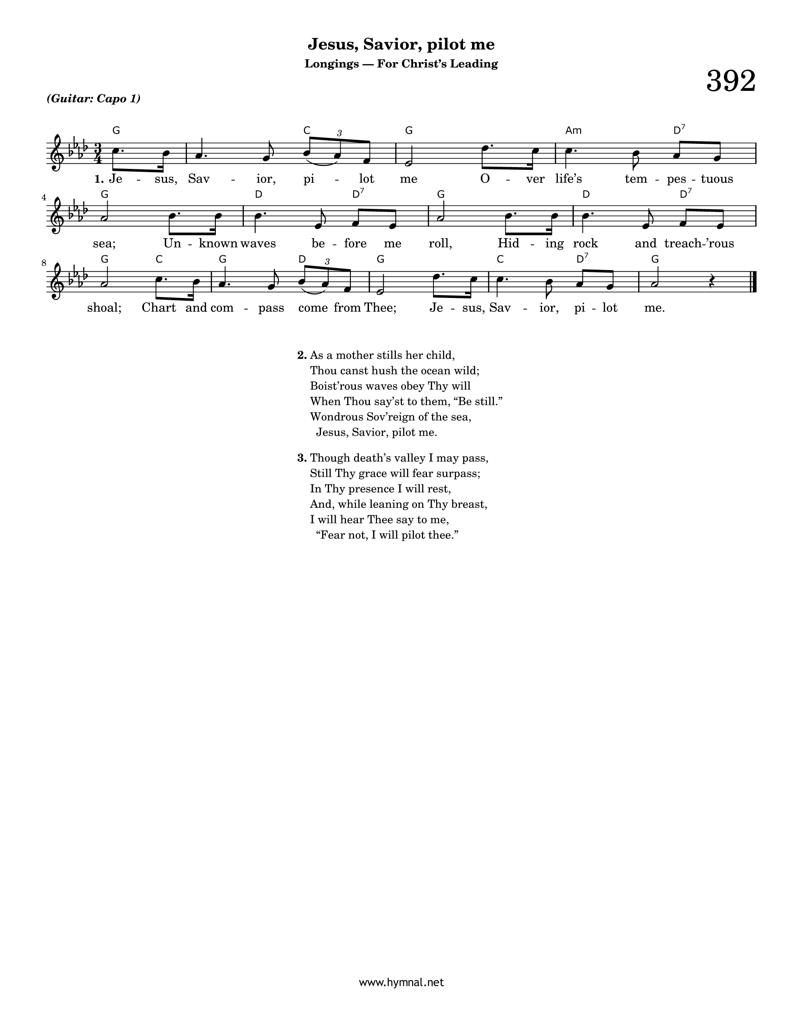 Jesus, Savior, pilot me
Longings — For Christ's Leading
392
(Guitar: Capo 1)
G C 3 G Am D7
3
4
1. Je - sus, Sav - ior, pi - lot me O - ver life's tem - pes - tuous
4
G D D7 G D D7
sea; Un - known waves be - fore me roll, Hid - ing rock and treach-'rous
8
G C G D 3 G C D7 G
shoal; Chart and com - pass come from Thee; Je - sus, Sav - ior, pi - lot me.
2. As a mother stills her child,
Thou canst hush the ocean wild;
Boist'rous waves obey Thy will
When Thou say'st to them, “Be still.”
Wondrous Sov'reign of the sea,
Jesus, Savior, pilot me.
3. Though death's valley I may pass,
Still Thy grace will fear surpass;
In Thy presence I will rest,
And, while leaning on Thy breast,
I will hear Thee say to me,
“Fear not, I will pilot thee.”
www.hymnal.net